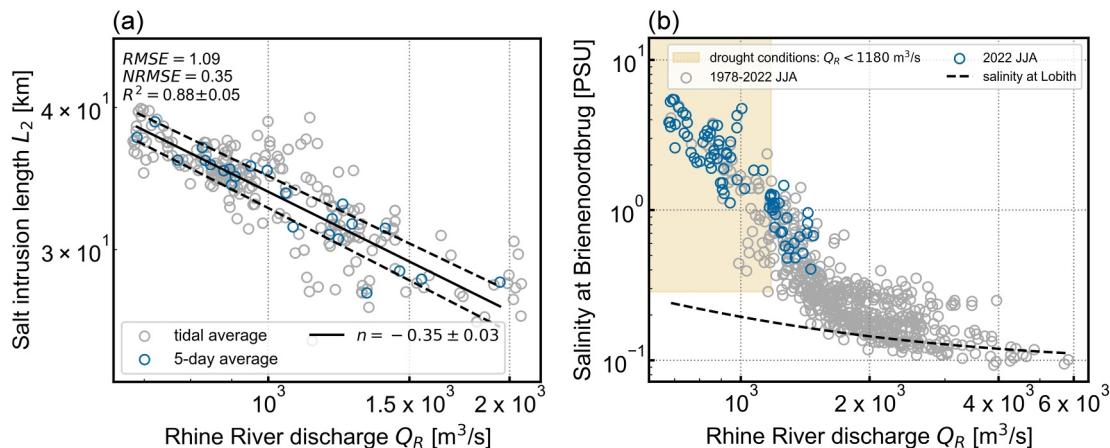 (a)
RMSE = 1.09
NRMSE = 0.35
R² = 0.88±0.05
Salt intrusion length L₂ [km]
4 × 10¹
3 × 10¹
tidal average
5-day average
n = − 0.35 ± 0.03
10³
1.5 × 10³
2 × 10³
Rhine River discharge Q_R [m³/s]
(b)
drought conditions: Q_R < 1180 m³/s
1978-2022 JJA
2022 JJA
salinity at Lobith
Salinity at Brienenoordbrug [PSU]
10¹
10⁰
10⁻¹
10³
2 × 10³
4 × 10³
6 × 10³
Rhine River discharge Q_R [m³/s]